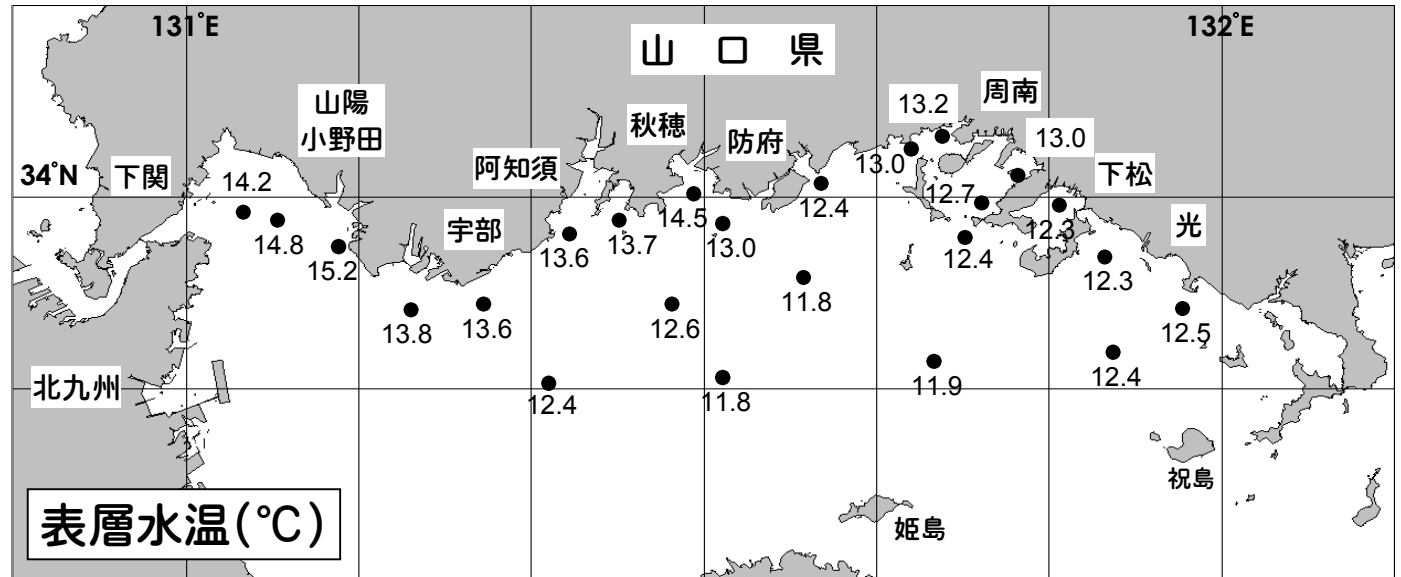 131°E
132°E
山口県
山陽
小野田
秋穂
防府
13.2
周南
13.0
13.0
34°N
下関
阿知須
下松
14.2
14.8
15.2
宇部
13.6
13.7
14.5
13.0
12.4
12.7
12.4
12.3
光
12.3
13.8
13.6
12.6
11.8
12.5
北九州
12.4
11.8
11.9
12.4
祝島
姫島
表層水温(℃)